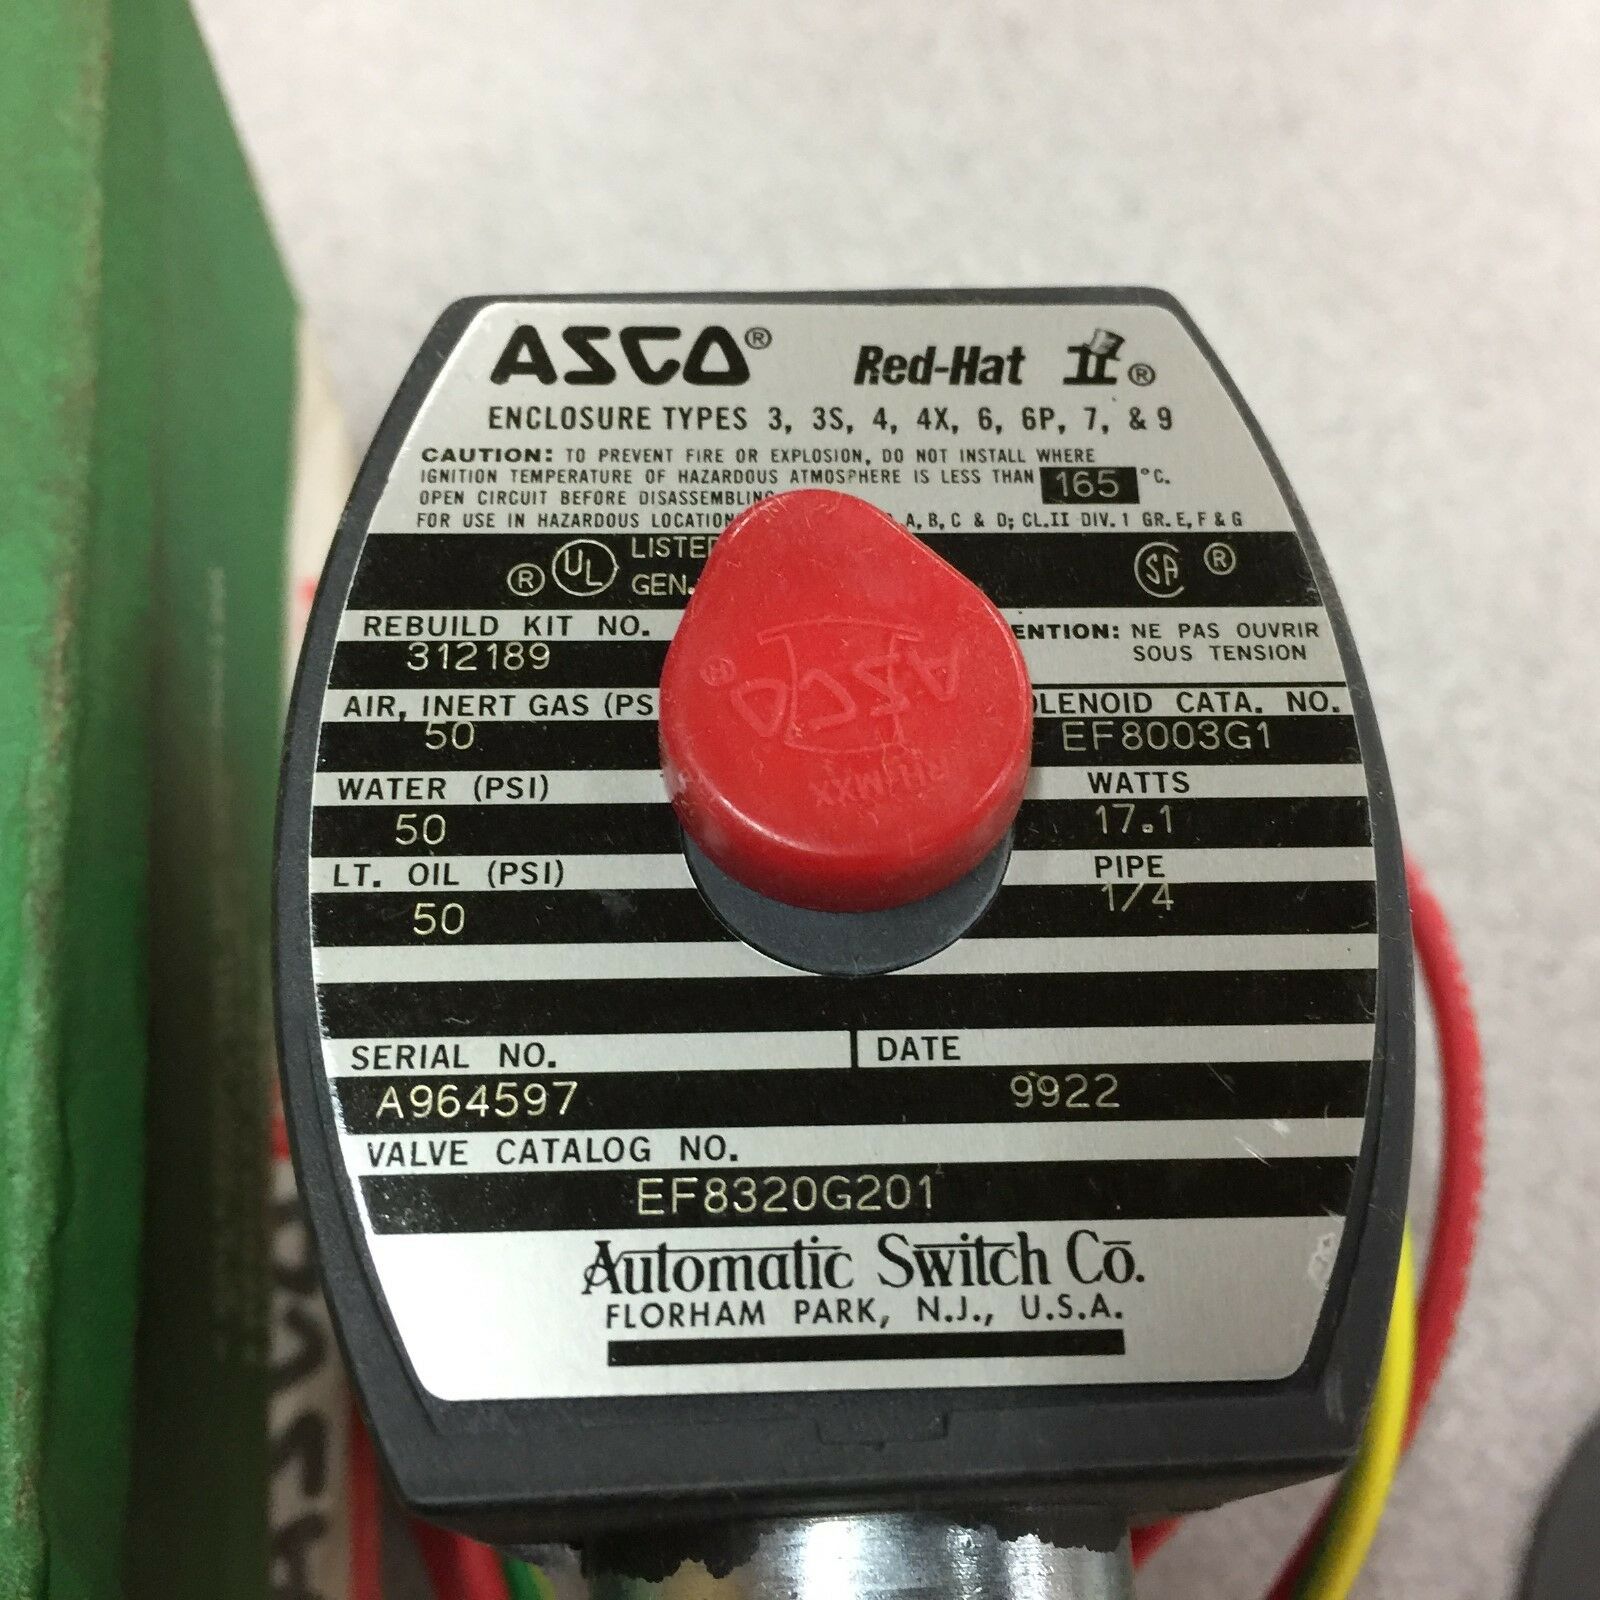 ASCO® Red-Hat II®
ENCLOSURE TYPES 3, 3S, 4, 4X, 6, 6P, 7, & 9
CAUTION: TO PREVENT FIRE OR EXPLOSION, DO NOT INSTALL WHERE
IGNITION TEMPERATURE OF HAZARDOUS ATMOSPHERE IS LESS THAN 165 °C.
OPEN CIRCUIT BEFORE DISASSEMBLING
FOR USE IN HAZARDOUS LOCATION A, B, C & D; CL.II DIV. 1 GR. E, F & G
® UL LISTED SA ®
GEN.
REBUILD KIT NO.
312189
ENTION: NE PAS OUVRIR
SOUS TENSION
AIR, INERT GAS (PS
50
OLENOID CATA. NO.
EF8003G1
WATER (PSI)
50
WATTS
17.1
LT. OIL (PSI)
50
PIPE
1/4
ASCO®
SERIAL NO. DATE
A964597 9922
VALVE CATALOG NO.
EF8320G201
Automatic Switch Co.
FLORHAM PARK, N.J., U.S.A.